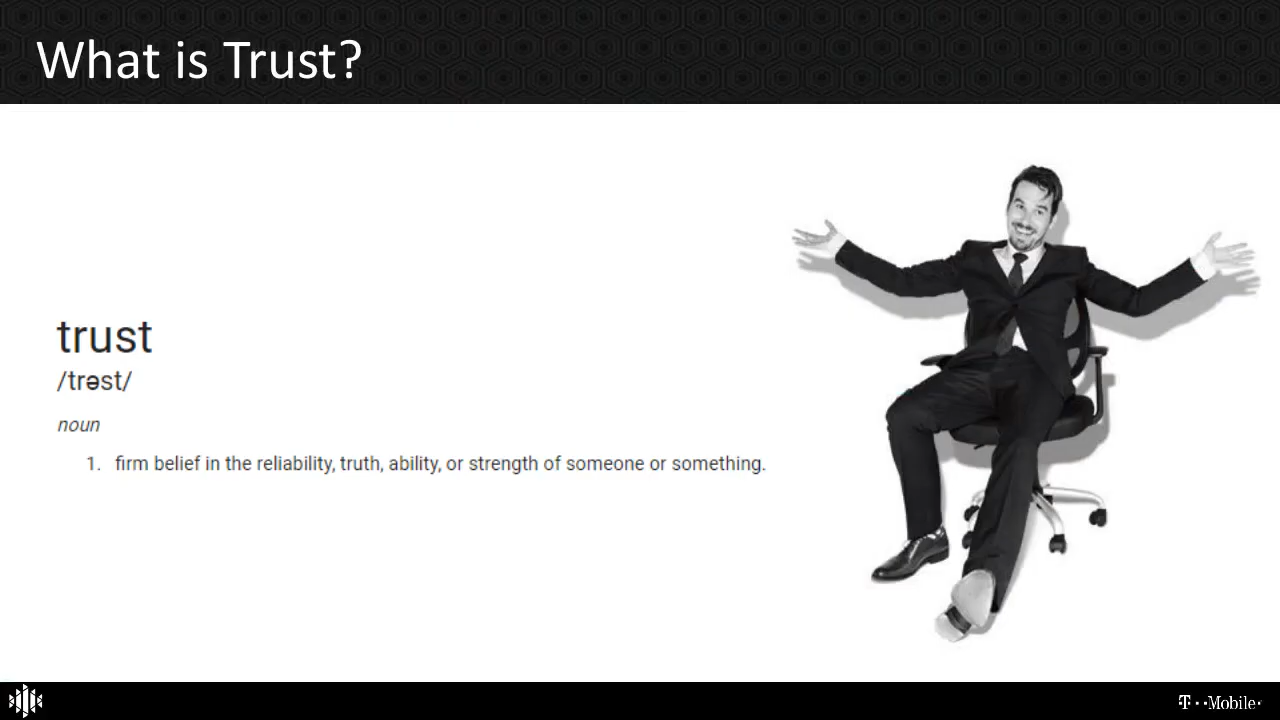 What is Trust?
trust
/trəst/
noun
1. firm belief in the reliability, truth, ability, or strength of someone or something.
T··Mobile·